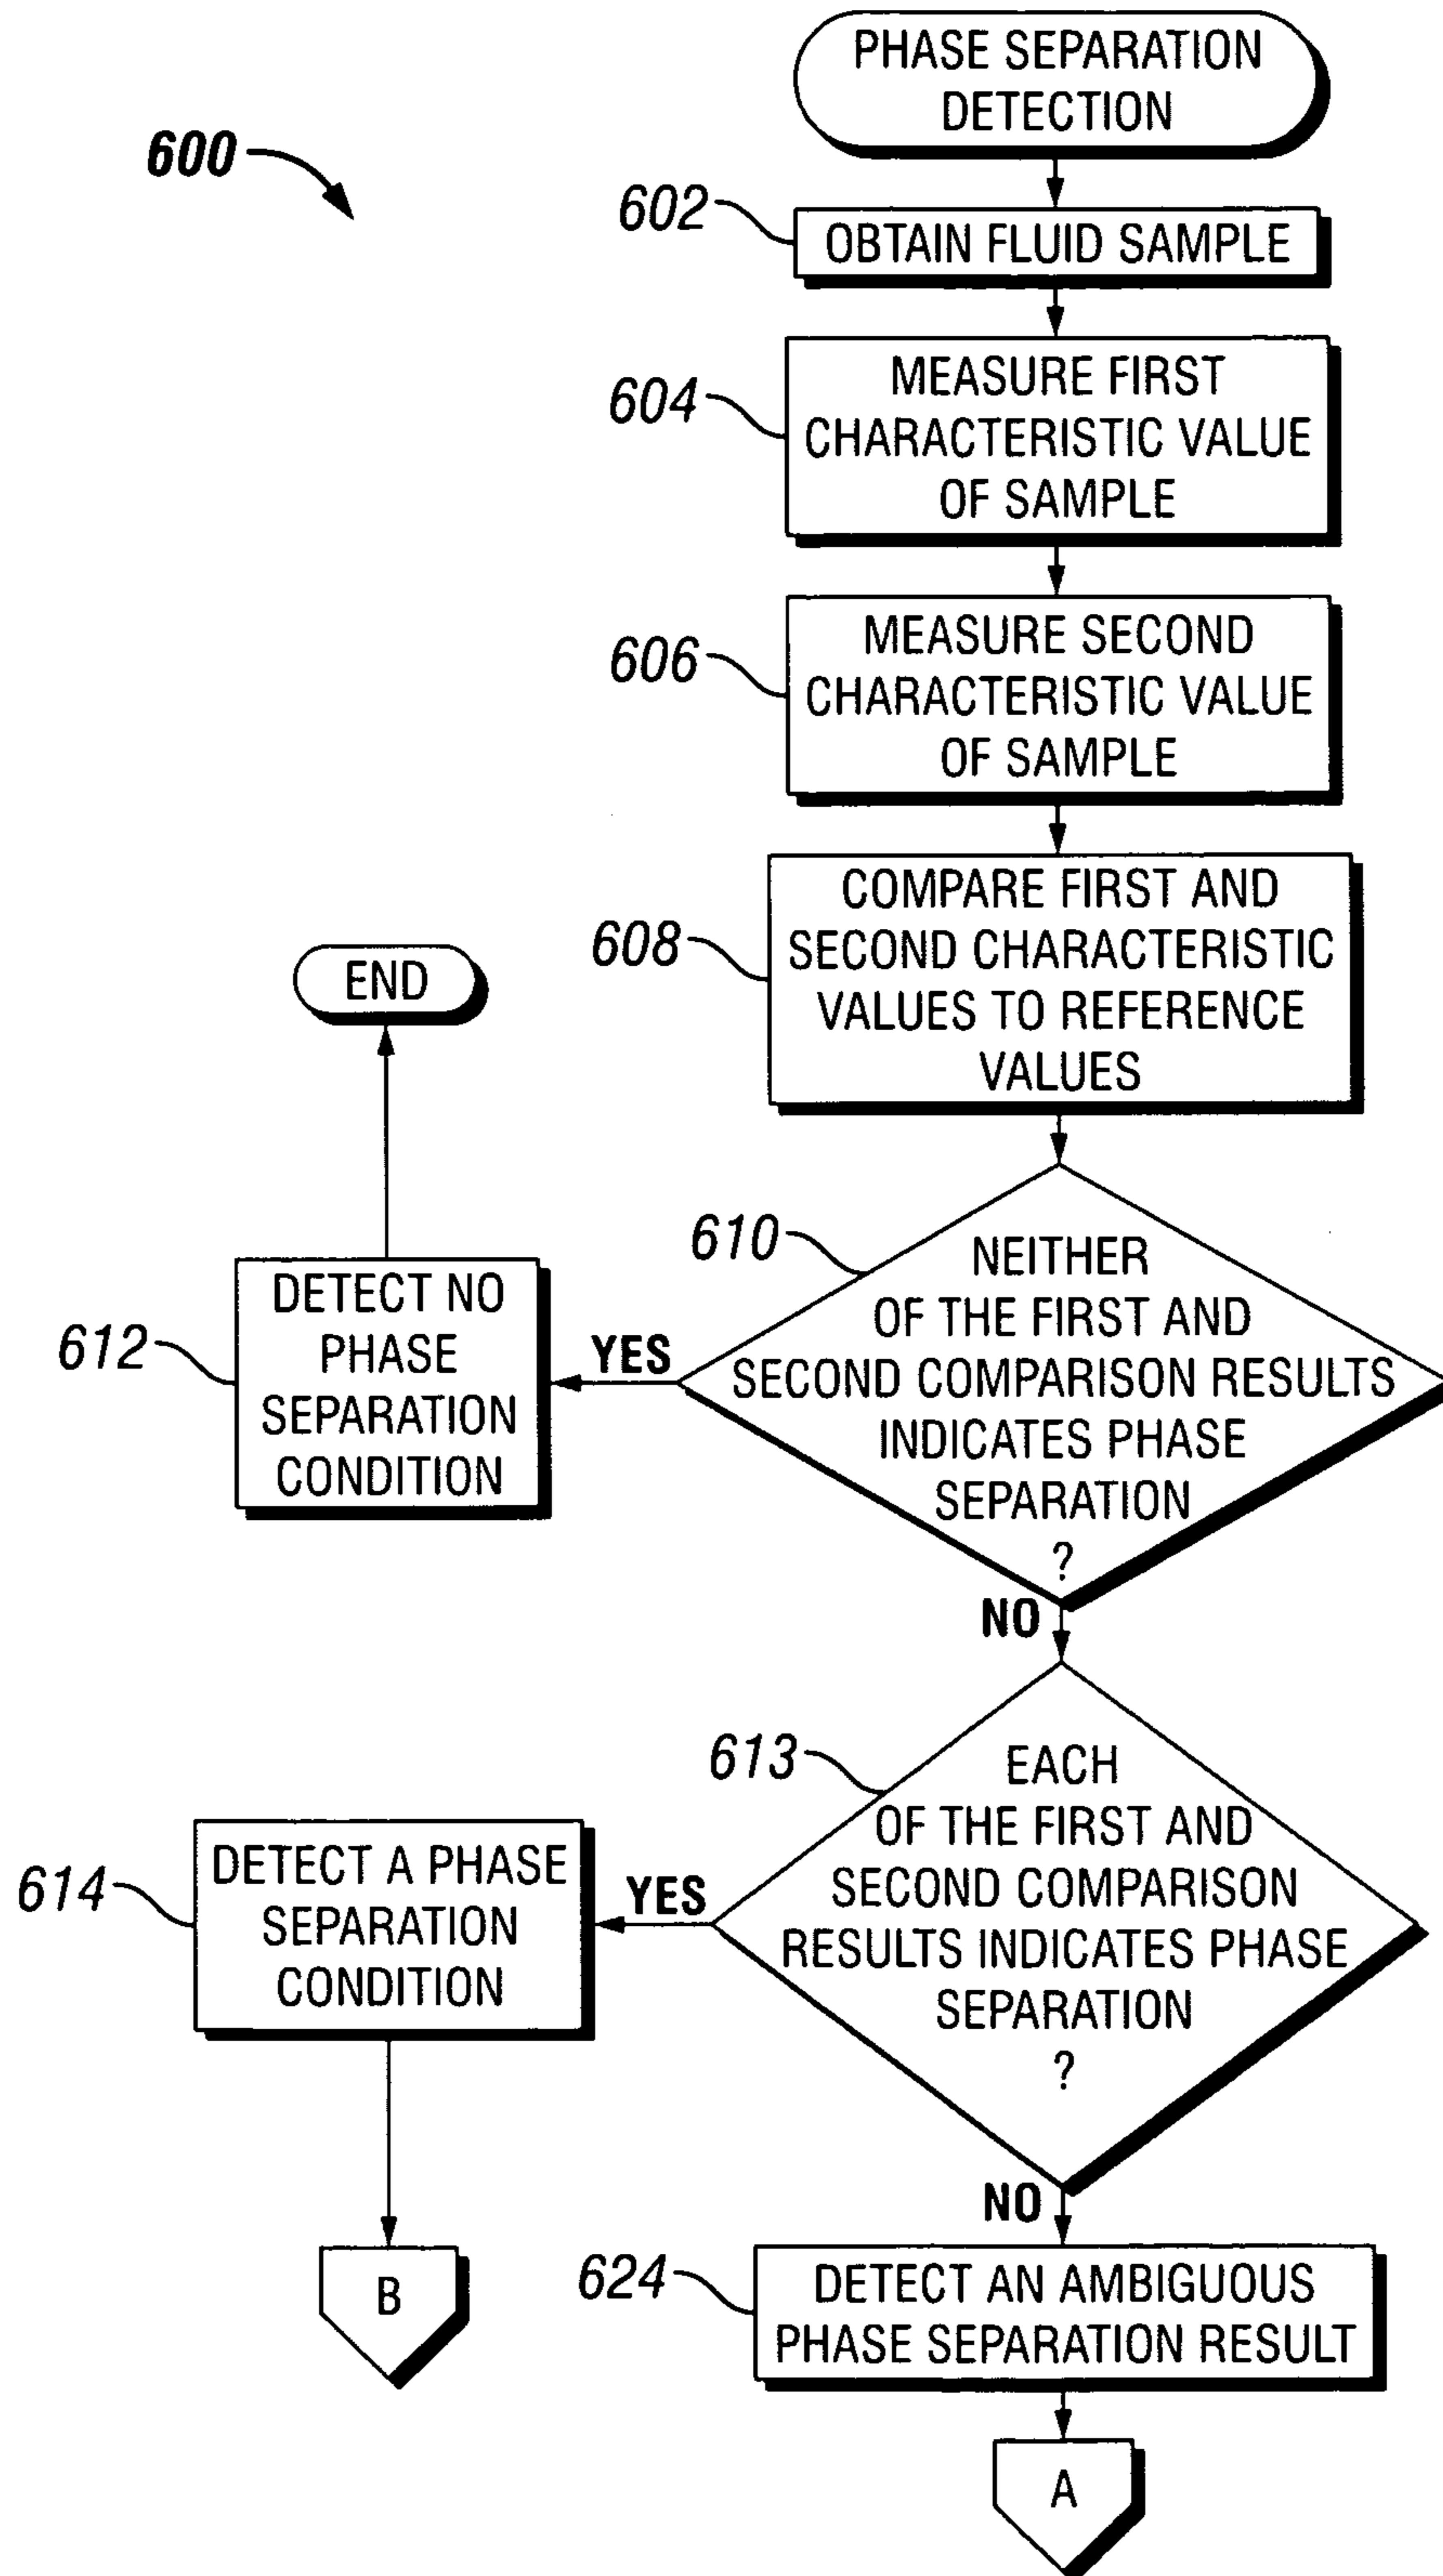 PHASE SEPARATION
DETECTION
600
602
OBTAIN FLUID SAMPLE
604
MEASURE FIRST
CHARACTERISTIC VALUE
OF SAMPLE
606
MEASURE SECOND
CHARACTERISTIC VALUE
OF SAMPLE
608
COMPARE FIRST AND
SECOND CHARACTERISTIC
VALUES TO REFERENCE
VALUES
END
610
NEITHER
OF THE FIRST AND
SECOND COMPARISON RESULTS
INDICATES PHASE
SEPARATION
?
YES
612
DETECT NO
PHASE
SEPARATION
CONDITION
NO
613
EACH
OF THE FIRST AND
SECOND COMPARISON
RESULTS INDICATES PHASE
SEPARATION
?
YES
614
DETECT A PHASE
SEPARATION
CONDITION
B
NO
624
DETECT AN AMBIGUOUS
PHASE SEPARATION RESULT
A